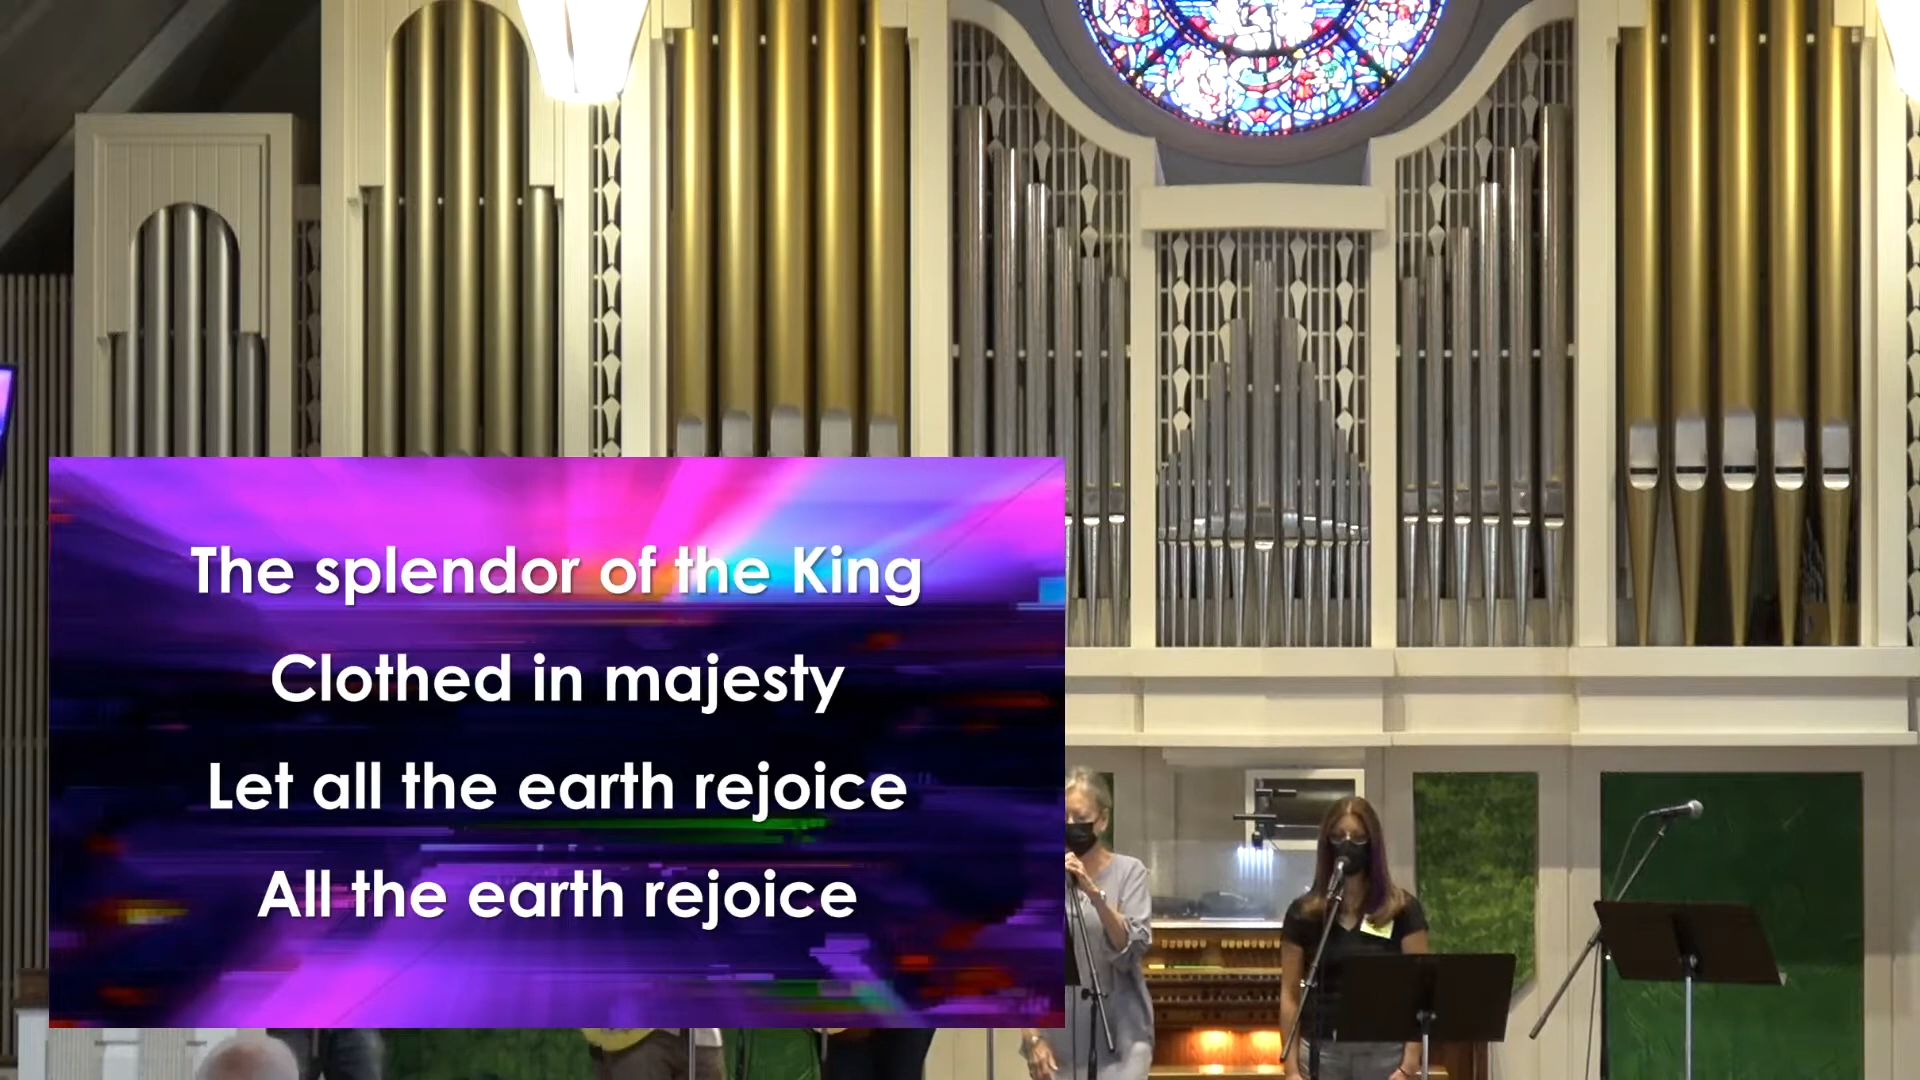 The splendor of the King
Clothed in majesty
Let all the earth rejoice
All the earth rejoice